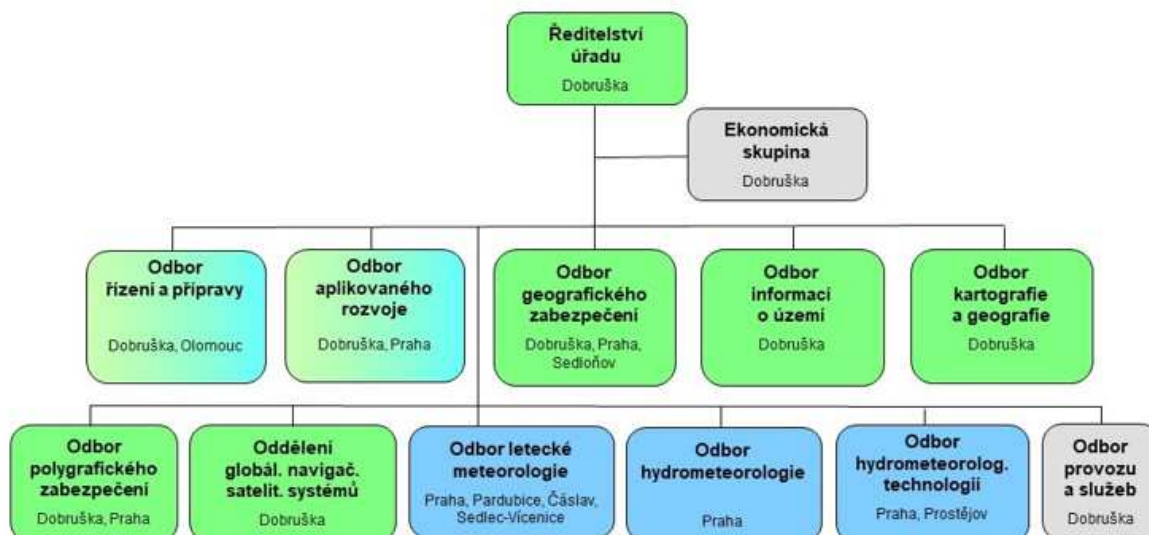 Ředitelství
úřadu
Dobruška
Ekonomická
skupina
Dobruška
Odbor
řízení a přípravy
Dobruška, Olomouc
Odbor
aplikovaného
rozvoje
Dobruška, Praha
Odbor
geografického
zabezpečení
Dobruška, Praha,
Sedloňov
Odbor
informací
o území
Dobruška
Odbor
kartografie
a geografie
Dobruška
Odbor
polygrafického
zabezpečení
Dobruška, Praha
Oddělení
globál. navigač.
satelit. systémů
Dobruška
Odbor letecké
meteorologie
Praha, Pardubice, Čáslav,
Sedlec-Vícenice
Odbor
hydrometeorologie
Praha
Odbor
hydrometeorolog.
technologií
Praha, Prostějov
Odbor
provozu
a služeb
Dobruška